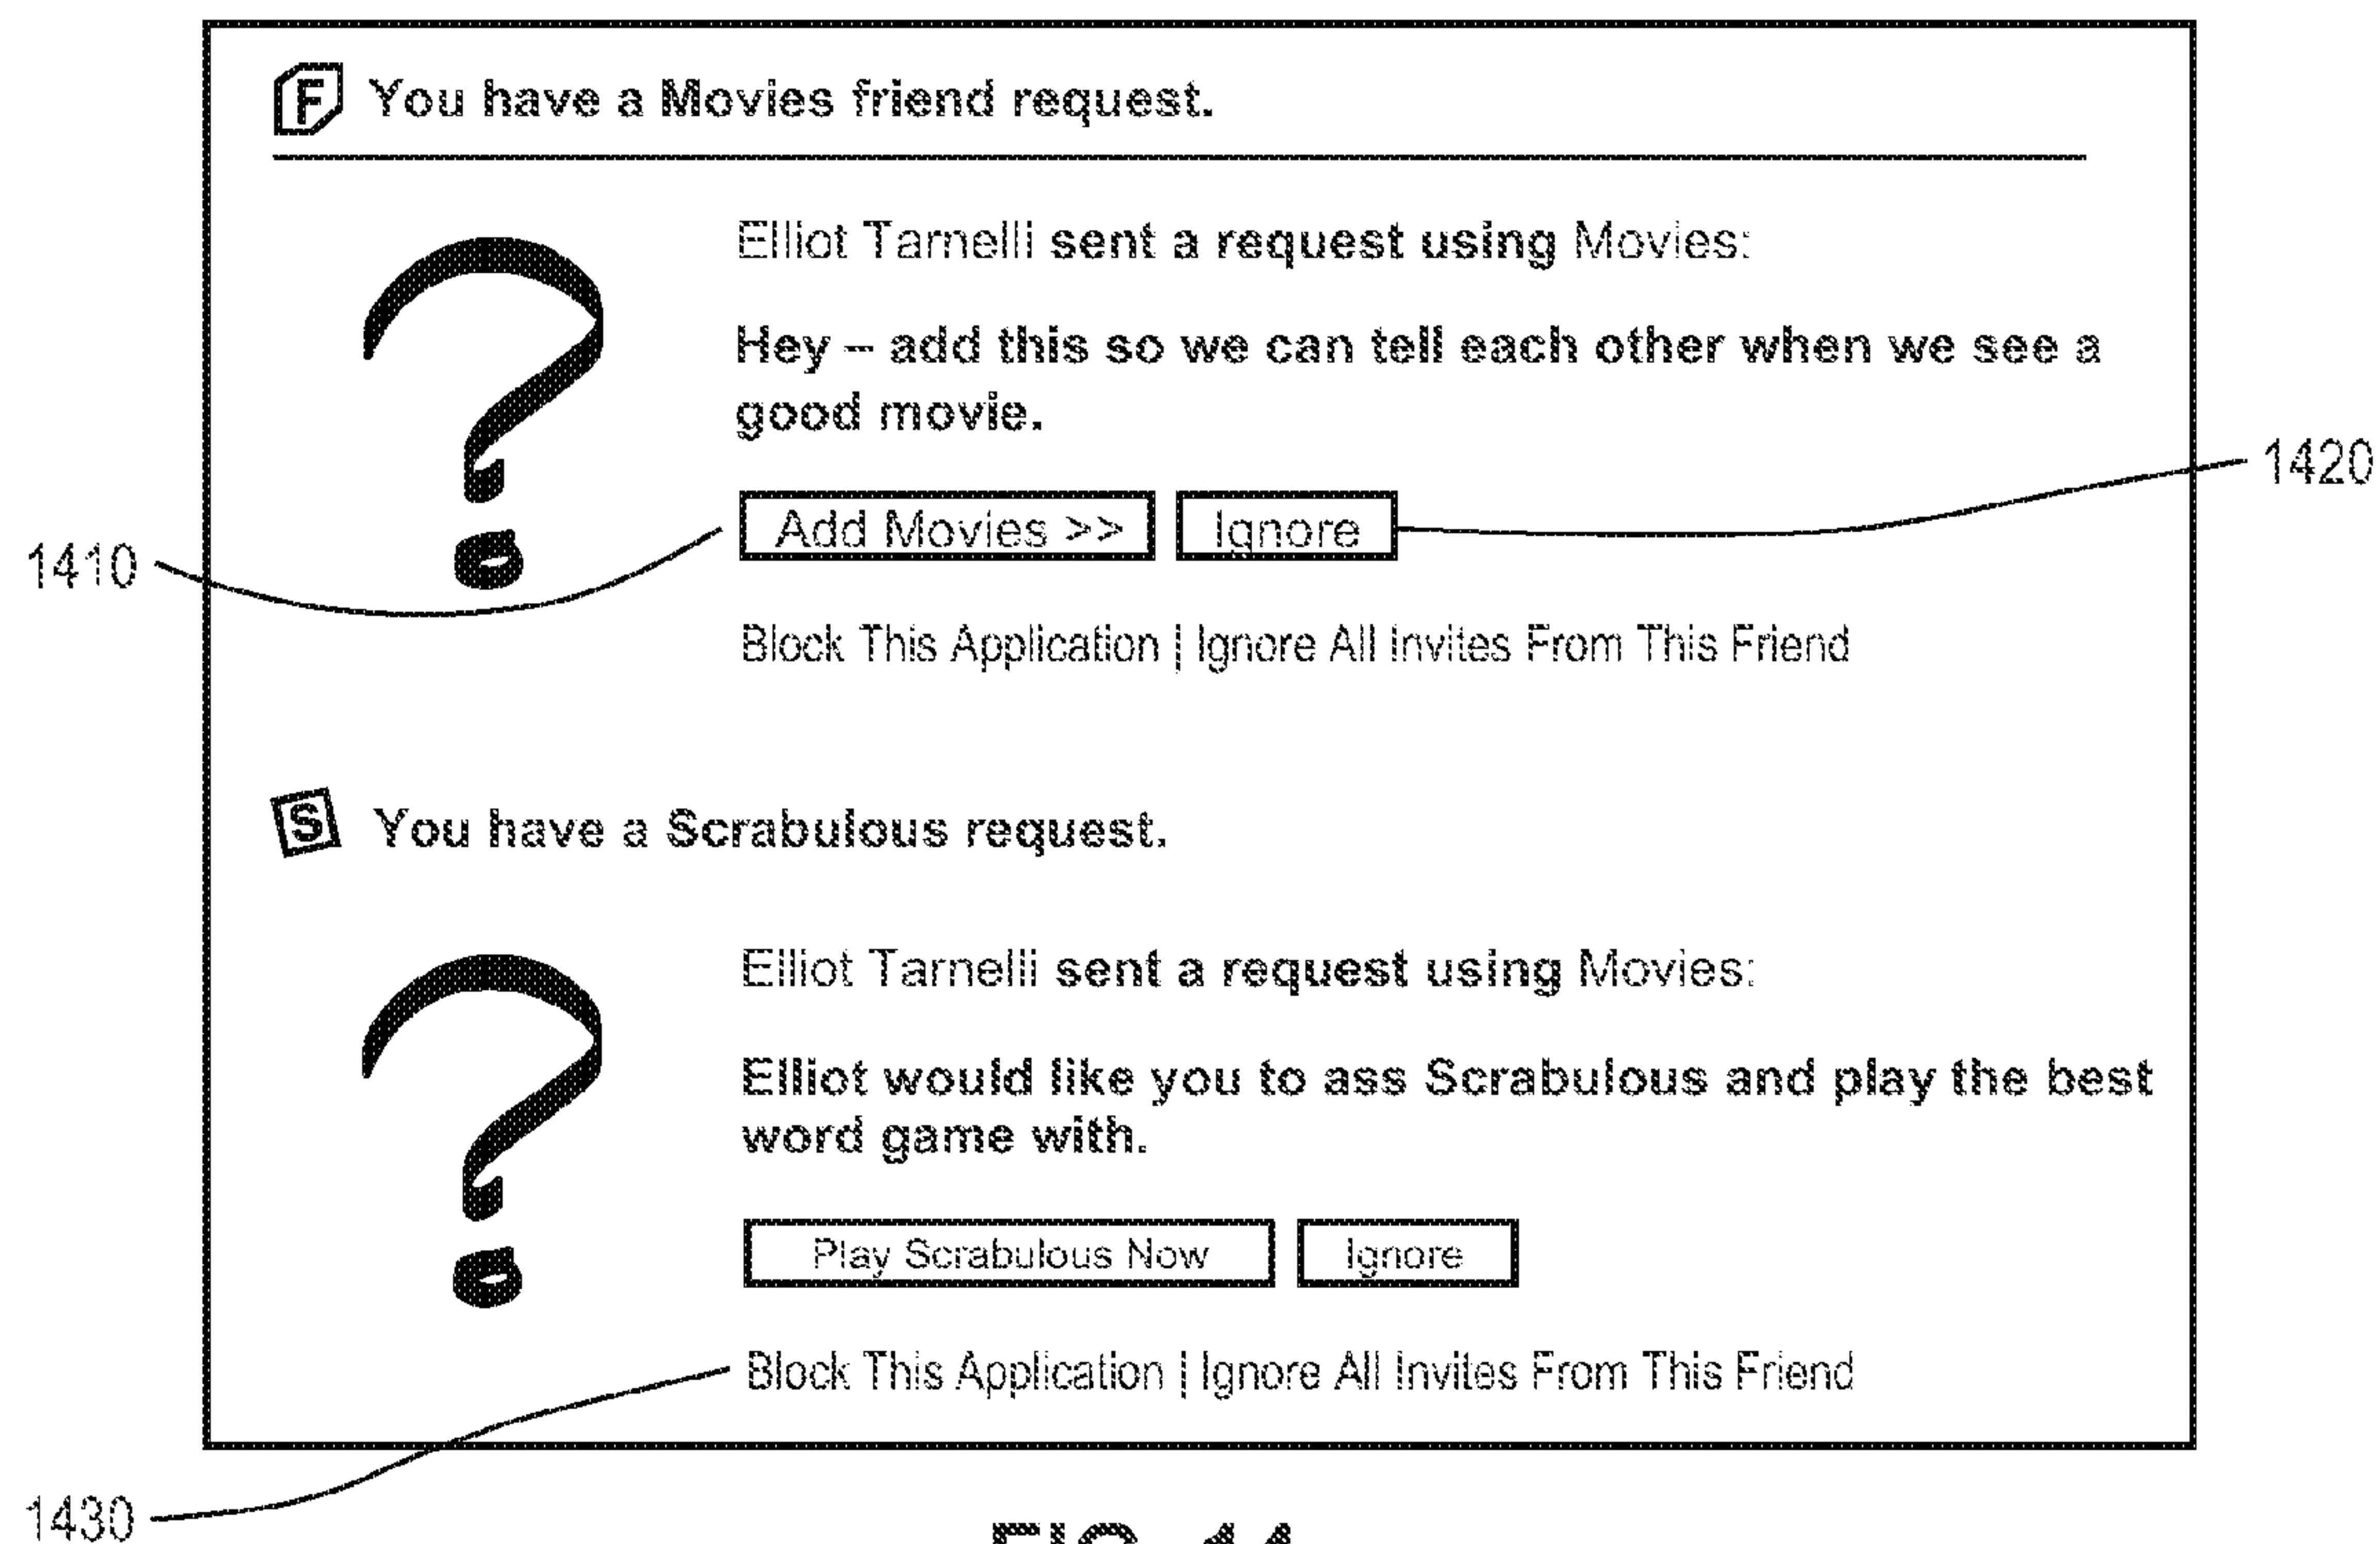 F You have a Movies friend request.
Elliot Tarnelli sent a request using Movies:
Hey – add this so we can tell each other when we see a
good movie.
1420
Add Movies >> Ignore
1410
Block This Application | Ignore All Invites From This Friend
S You have a Scrabulous request.
Elliot Tarnelli sent a request using Movies:
Elliot would like you to ass Scrabulous and play the best
word game with.
Play Scrabulous Now Ignore
Block This Application | Ignore All Invites From This Friend
1430